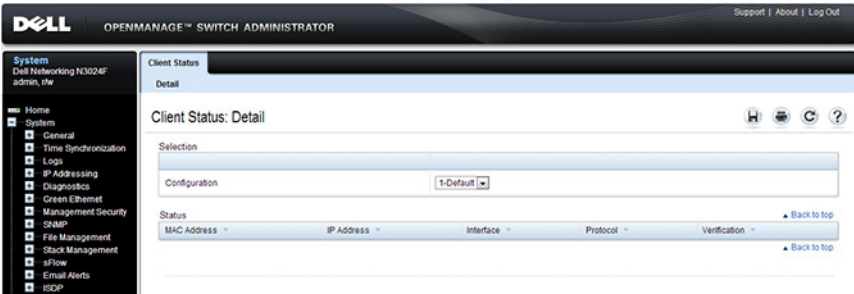 Support | About | Log Out
DELL OPENMANAGE™ SWITCH ADMINISTRATOR
System
Dell Networking N3024F
admin, r/w
Home
System
General
Time Synchronization
Logs
IP Addressing
Diagnostics
Green Ethernet
Management Security
SNMP
File Management
Stack Management
sFlow
Email Alerts
ISDP
Client Status
Detail
Client Status: Detail
Selection
Configuration 1-Default
Status Back to top
MAC Address IP Address Interface Protocol Verification
Back to top